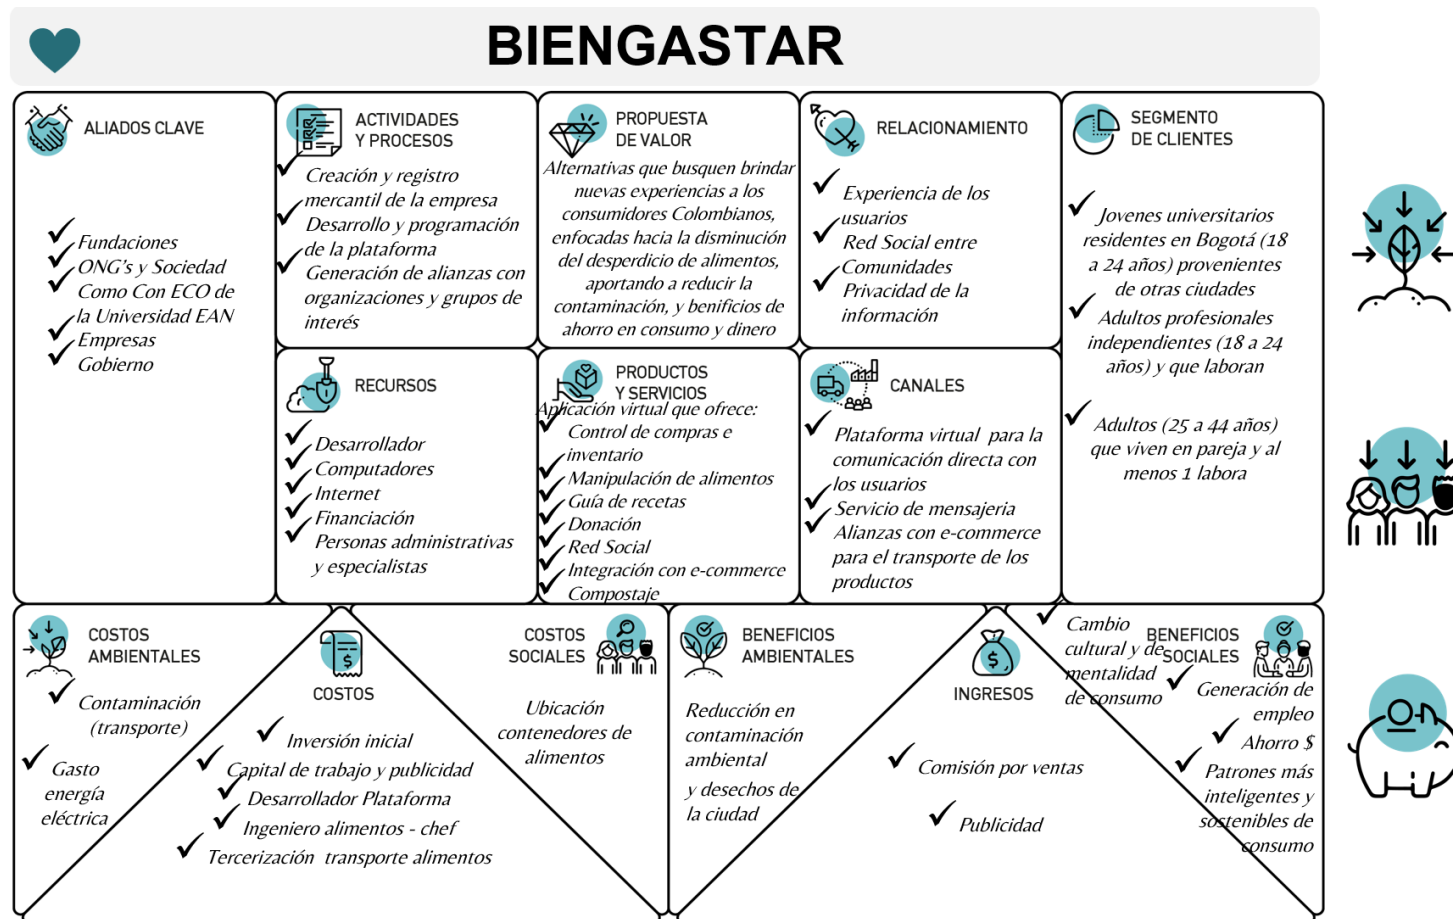 BIENGASTAR
ALIADOS CLAVE
Fundaciones
ONG's y Sociedad
Como Con ECO de
la Universidad EAN
Empresas
Gobierno
ACTIVIDADES
Y PROCESOS
Creación y registro
mercantil de la empresa
Desarrollo y programación
de la plataforma
Generación de alianzas con
organizaciones y grupos de
interés
RECURSOS
Desarrollador
Computadores
Internet
Financiación
Personas administrativas
y especialistas
PROPUESTA
DE VALOR
Alternativas que busquen brindar
nuevas experiencias a los
consumidores Colombianos,
enfocadas hacia la disminución
del desperdicio de alimentos,
aportando a reducir la
contaminación, y benificios de
ahorro en consumo y dinero
PRODUCTOS
Y SERVICIOS
Aplicación virtual que ofrece:
Control de compras e
inventario
Manipulación de alimentos
Guía de recetas
Donación
Red Social
Integración con e-commerce
Compostaje
RELACIONAMIENTO
Experiencia de los
usuarios
Red Social entre
Comunidades
Privacidad de la
información
CANALES
Plataforma virtual para la
comunicación directa con
los usuarios
Servicio de mensajeria
Alianzas con e-commerce
para el transporte de los
productos
SEGMENTO
DE CLIENTES
Jovenes universitarios
residentes en Bogotá (18
a 24 años) provenientes
de otras ciudades
Adultos profesionales
independientes (18 a 24
años) y que laboran
Adultos (25 a 44 años)
que viven en pareja y al
menos 1 labora
COSTOS
AMBIENTALES
Contaminación
(transporte)
Gasto
energía
eléctrica
$
COSTOS
Inversión inicial
Capital de trabajo y publicidad
Desarrollador Plataforma
Ingeniero alimentos - chef
Tercerización transporte alimentos
COSTOS
SOCIALES
Ubicación
contenedores de
alimentos
BENEFICIOS
AMBIENTALES
Reducción en
contaminación
ambiental
y desechos de
la ciudad
$
INGRESOS
Comisión por ventas
Publicidad
BENEFICIOS
SOCIALES
Cambio
cultural y de
mentalidad
de consumo
Generación de
empleo
Ahorro $
Patrones más
inteligentes y
sostenibles de
consumo